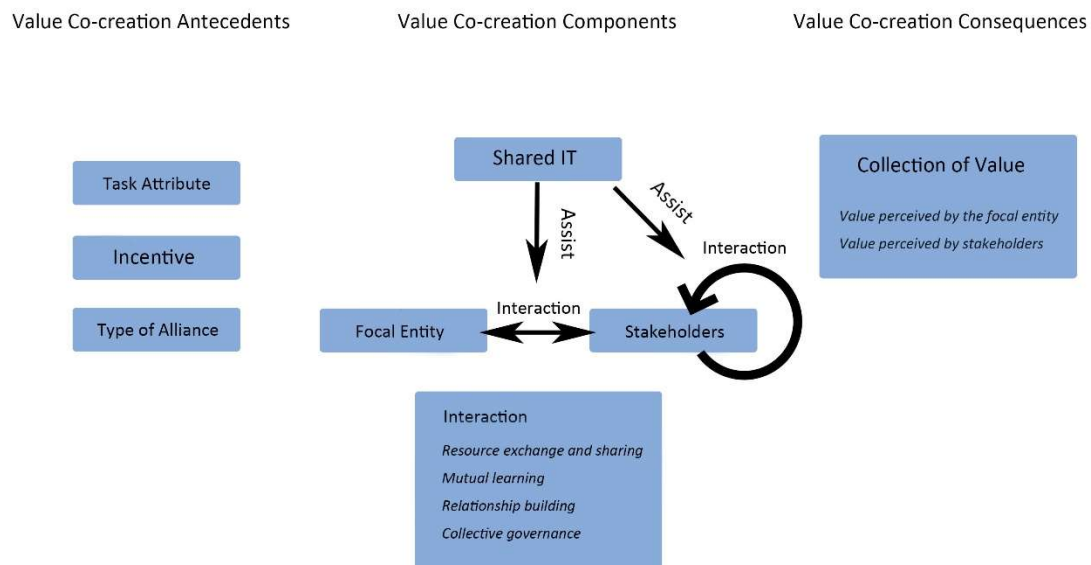 Value Co-creation Antecedents
Value Co-creation Components
Value Co-creation Consequences
Task Attribute
Incentive
Type of Alliance
Shared IT
Assist
Assist
Interaction
Interaction
Focal Entity
Stakeholders
Interaction
Resource exchange and sharing
Mutual learning
Relationship building
Collective governance
Collection of Value
Value perceived by the focal entity
Value perceived by stakeholders